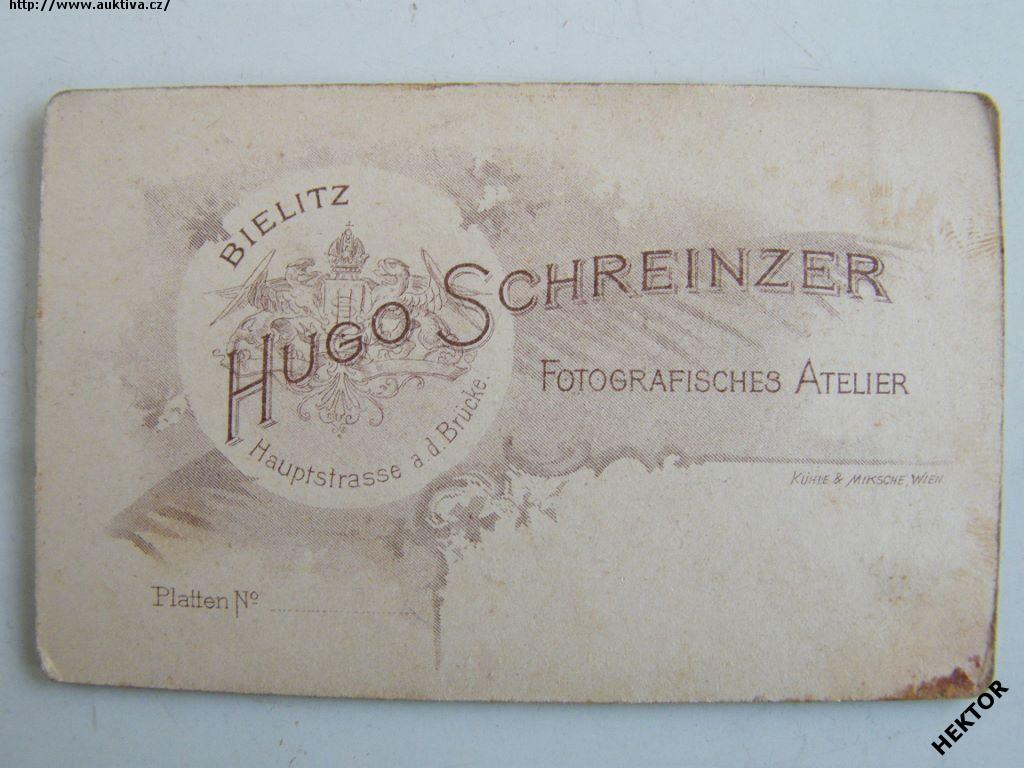 http://www.auktiva.cz/
BIELITZ
HUGO SCHREINZER
FOTOGRAFISCHES ATELIER
Hauptstrasse a.d. Brücke.
KÜHLE & MIKSCHE, WIEN
Platten No
HEKTOR